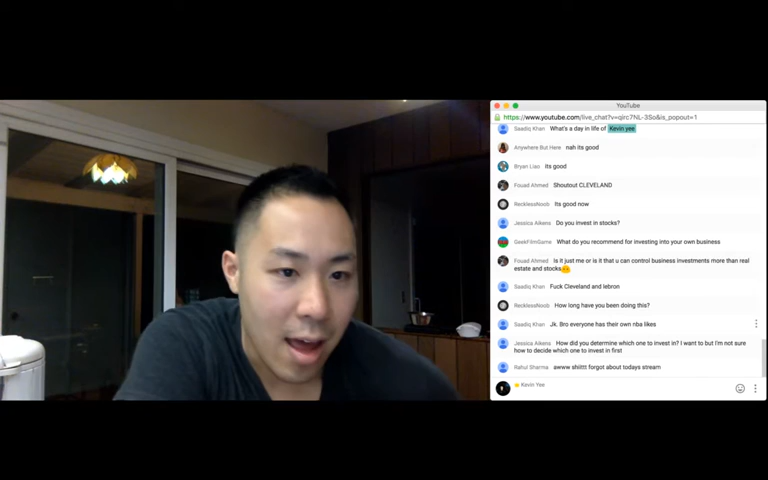 YouTube
https://www.youtube.com/live_chat?v=qirc7NL-3So&is_popout=1
Saadiq Khan What's a day in life of Kevin yee
Anywhere But Here nah its good
Bryan Liao its good
Fouad Ahmed Shoutout CLEVELAND
RecklessNoob Its good now
Jessica Aikens Do you invest in stocks?
GeekFilmGame What do you recommend for investing into your own business
Fouad Ahmed Is it just me or is it that u can control business investments more than real
estate and stocks
Saadiq Khan Fuck Cleveland and lebron
RecklessNoob How long have you been doing this?
Saadiq Khan Jk. Bro everyone has their own nba likes
Jessica Aikens How did you determine which one to invest in? I want to but I'm not sure
how to decide which one to invest in first
Rahul Sharma awww shiittt forgot about todays stream
Kevin Yee